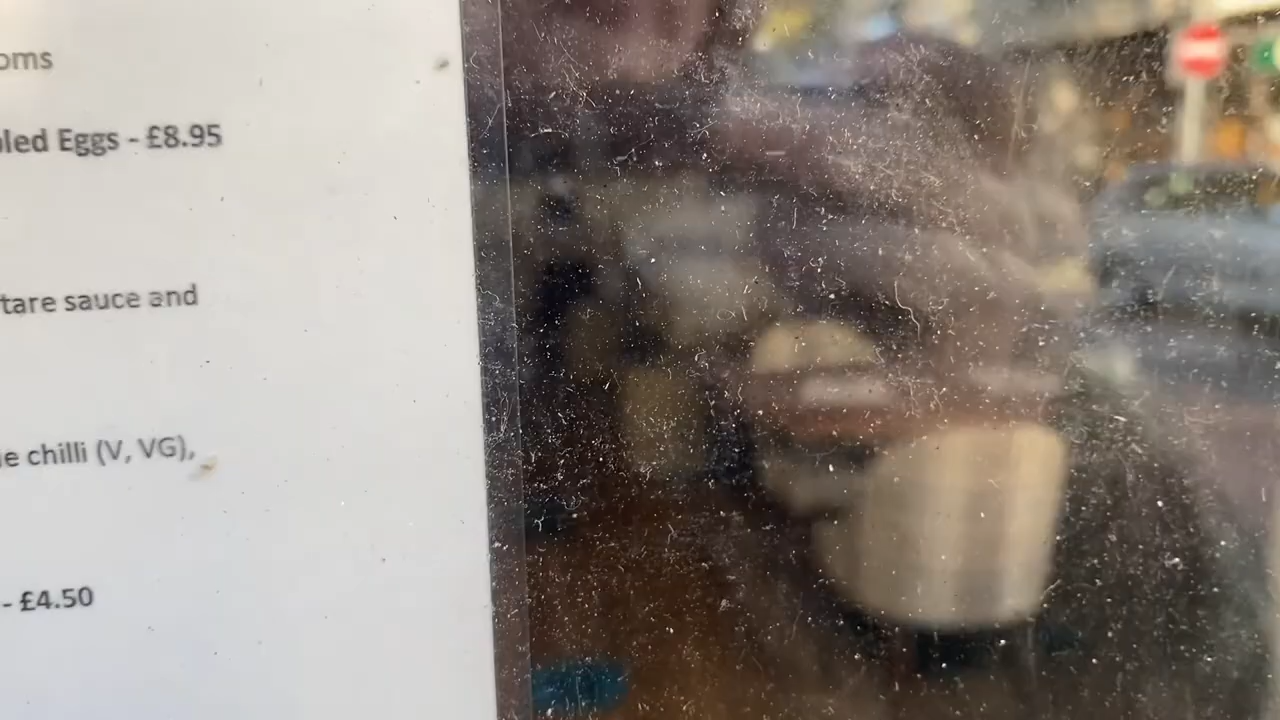 oms
led Eggs - £8.95
tare sauce and
e chilli (V, VG),
- £4.50